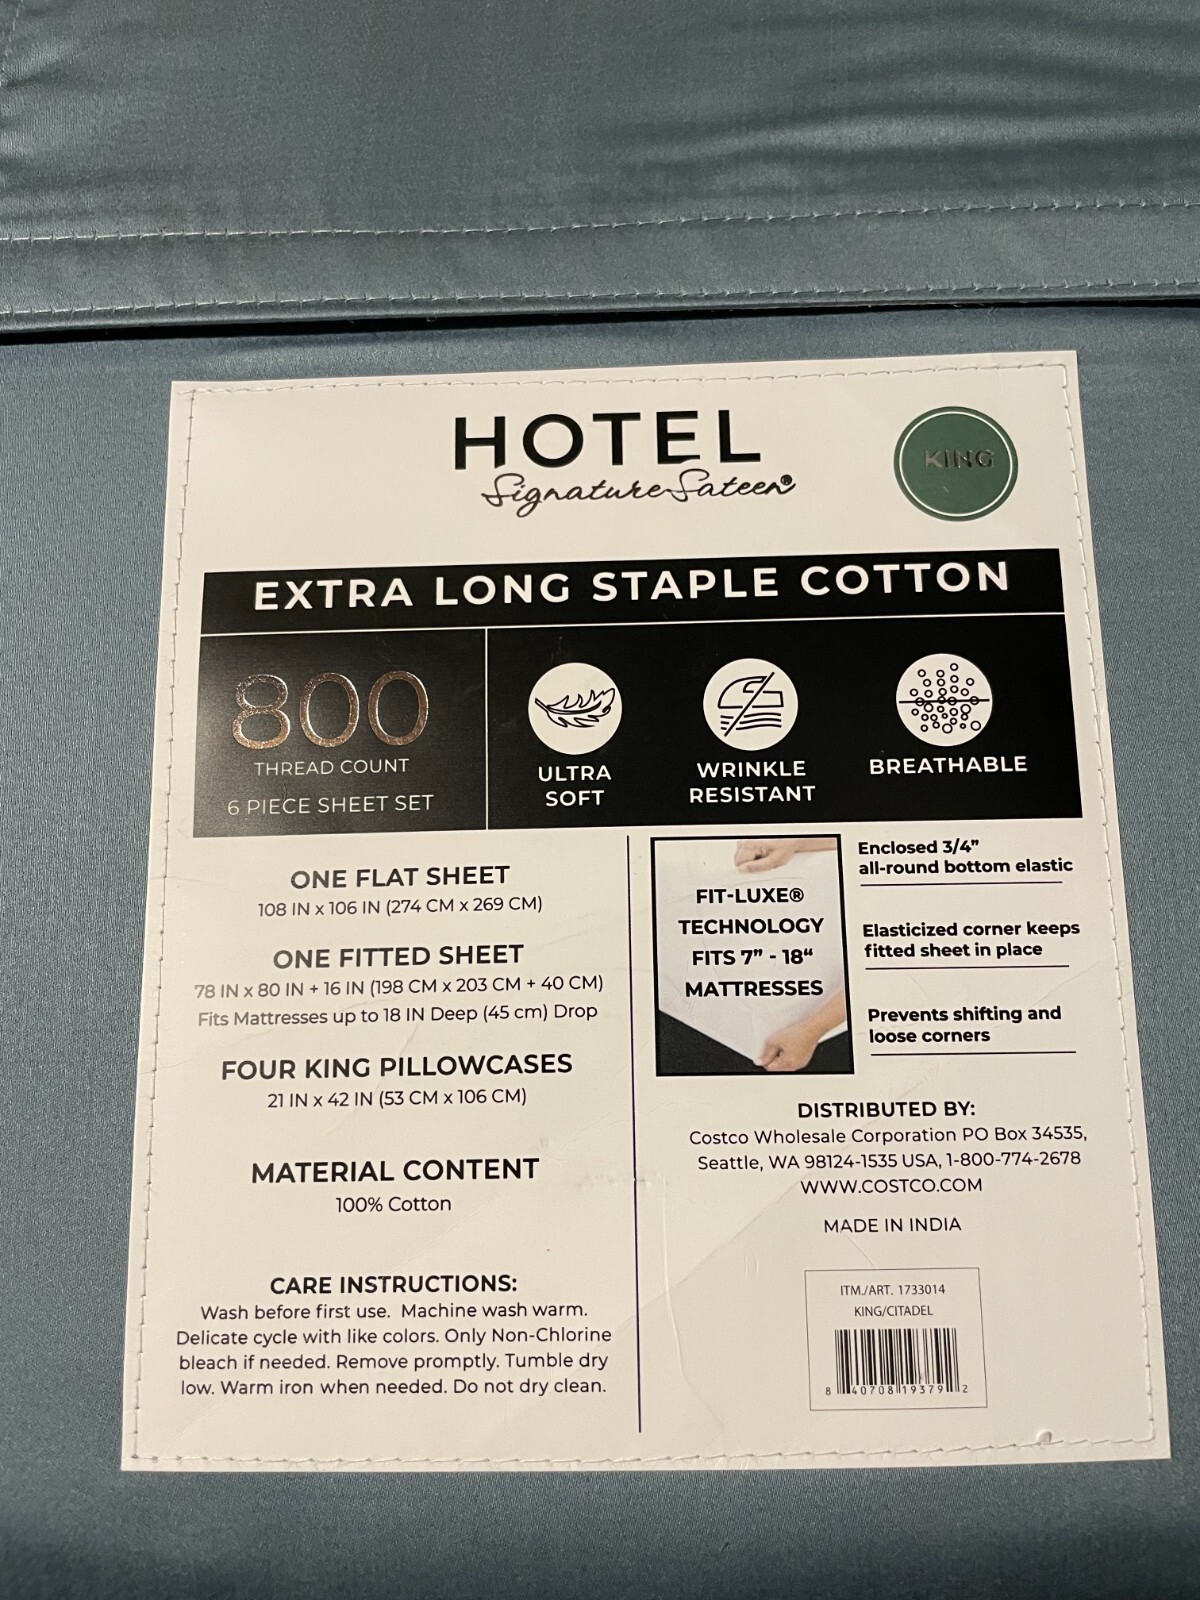 HOTEL
Signature Sateen®
KING
EXTRA LONG STAPLE COTTON
800
THREAD COUNT
6 PIECE SHEET SET
ULTRA
SOFT
WRINKLE
RESISTANT
BREATHABLE
ONE FLAT SHEET
108 IN x 106 IN (274 CM x 269 CM)
ONE FITTED SHEET
78 IN x 80 IN + 16 IN (198 CM x 203 CM + 40 CM)
Fits Mattresses up to 18 IN Deep (45 cm) Drop
FOUR KING PILLOWCASES
21 IN x 42 IN (53 CM x 106 CM)
MATERIAL CONTENT
100% Cotton
CARE INSTRUCTIONS:
Wash before first use. Machine wash warm.
Delicate cycle with like colors. Only Non-Chlorine
bleach if needed. Remove promptly. Tumble dry
low. Warm iron when needed. Do not dry clean.
FIT-LUXE®
TECHNOLOGY
FITS 7” - 18“
MATTRESSES
Enclosed 3/4”
all-round bottom elastic
Elasticized corner keeps
fitted sheet in place
Prevents shifting and
loose corners
DISTRIBUTED BY:
Costco Wholesale Corporation PO Box 34535,
Seattle, WA 98124-1535 USA, 1-800-774-2678
WWW.COSTCO.COM
MADE IN INDIA
ITM./ART. 1733014
KING/CITADEL
8 40708 19379 2